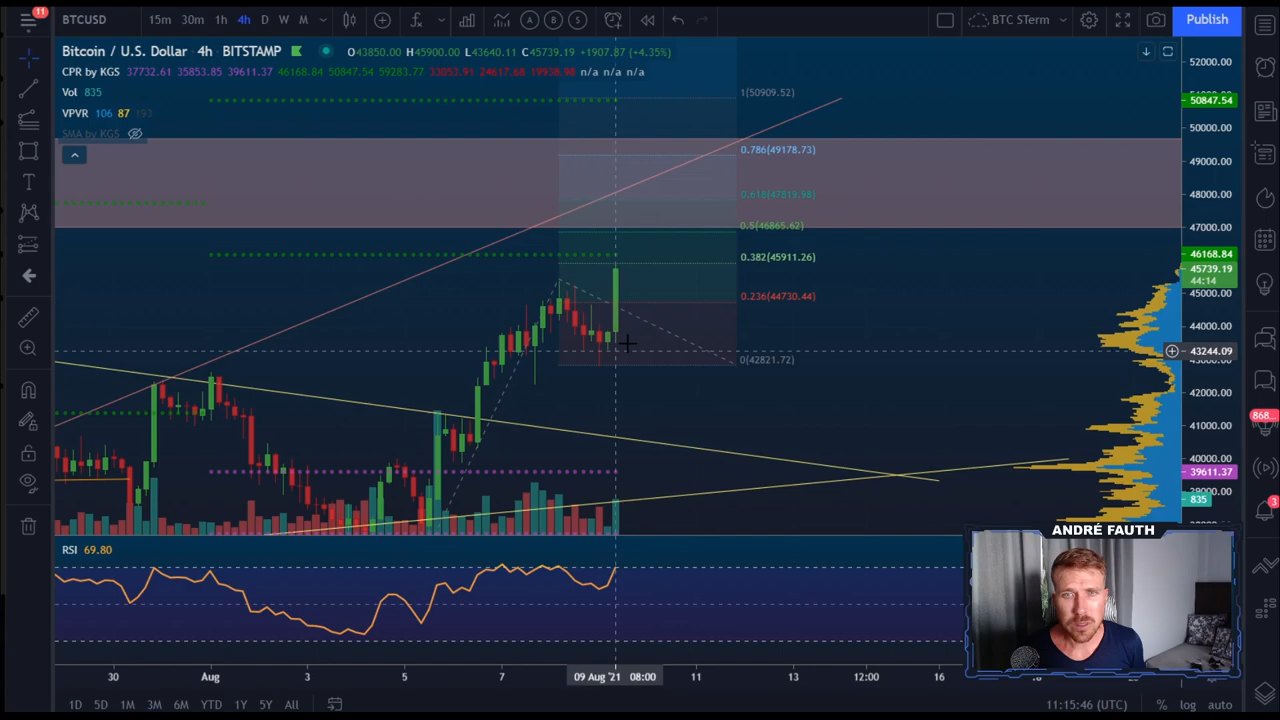 11
BTCUSD 15m 30m 1h 4h D W M A B S BTC STerm Publish
Bitcoin / U.S. Dollar 4h BITSTAMP O43850.00 H45900.00 L43640.11 C45739.19 +1907.87 (+4.35%)
CPR by KGS 37732.61 35853.85 39611.37 46168.84 50847.54 59283.77 33053.91 24617.68 19938.98 n/a n/a n/a
Vol 835
VPVR 106 87 193
SMA by KGS
52000.00
1(50909.52)
50847.54
50000.00
0.786(49178.73)
49000.00
0.618(47819.98)
48000.00
0.5(46865.62)
47000.00
0.382(45911.26)
46168.84
45739.19
44:14
0.236(44730.44)
45000.00
44000.00
43244.09
0(42821.72)
42000.00
41000.00
868...
40000.00
39611.37
39000.00
835
3
ANDRÉ FAUTH
RSI 69.80
30 Aug 3 5 7 09 Aug '21 08:00 11 13 12:00 16
1D 5D 1M 3M 6M YTD 1Y 5Y All 11:15:46 (UTC) % log auto